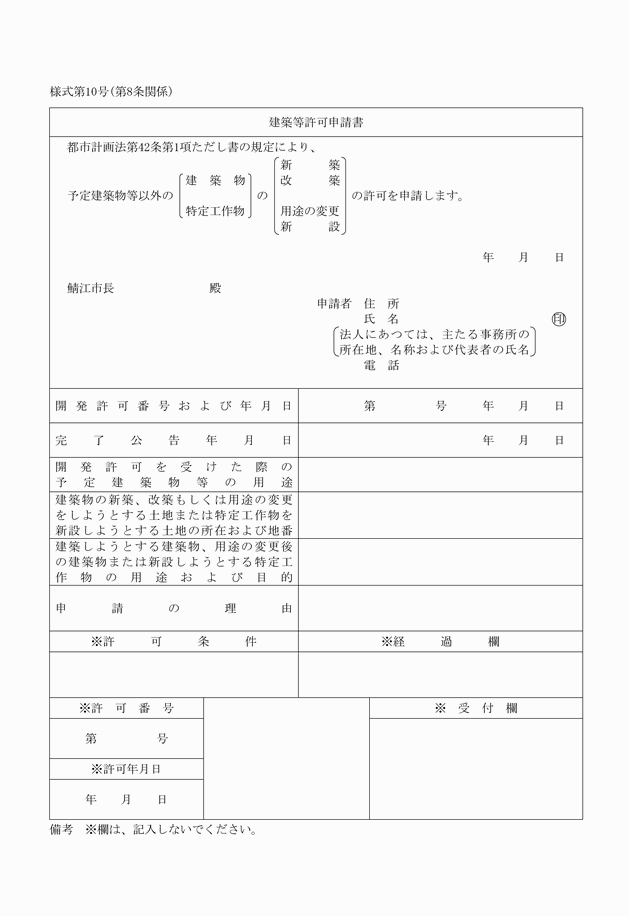 様式第10号(第8条関係)
建築等許可申請書
都市計画法第42条第1項ただし書の規定により、
新築
建築物 改築
予定建築物等以外の の の許可を申請します。
特定工作物 用途の変更
新設
年 月 日
鯖江市長 殿
申請者 住所
氏名 印
法人にあつては、主たる事務所の
所在地、名称および代表者の氏名
電話
開発許可番号および年月日 第 号 年 月 日
完了公告年月日 年 月 日
開発許可を受けた際の
予定建築物等の用途
建築物の新築、改築もしくは用途の変更
をしようとする土地または特定工作物を
新設しようとする土地の所在および地番
建築しようとする建築物、用途の変更後
の建築物または新設しようとする特定工
作物の用途および目的
申請の理由
※許可条件 ※経過欄
※許可番号 ※受付欄
第 号
※許可年月日
年 月 日
備考 ※欄は、記入しないでください。